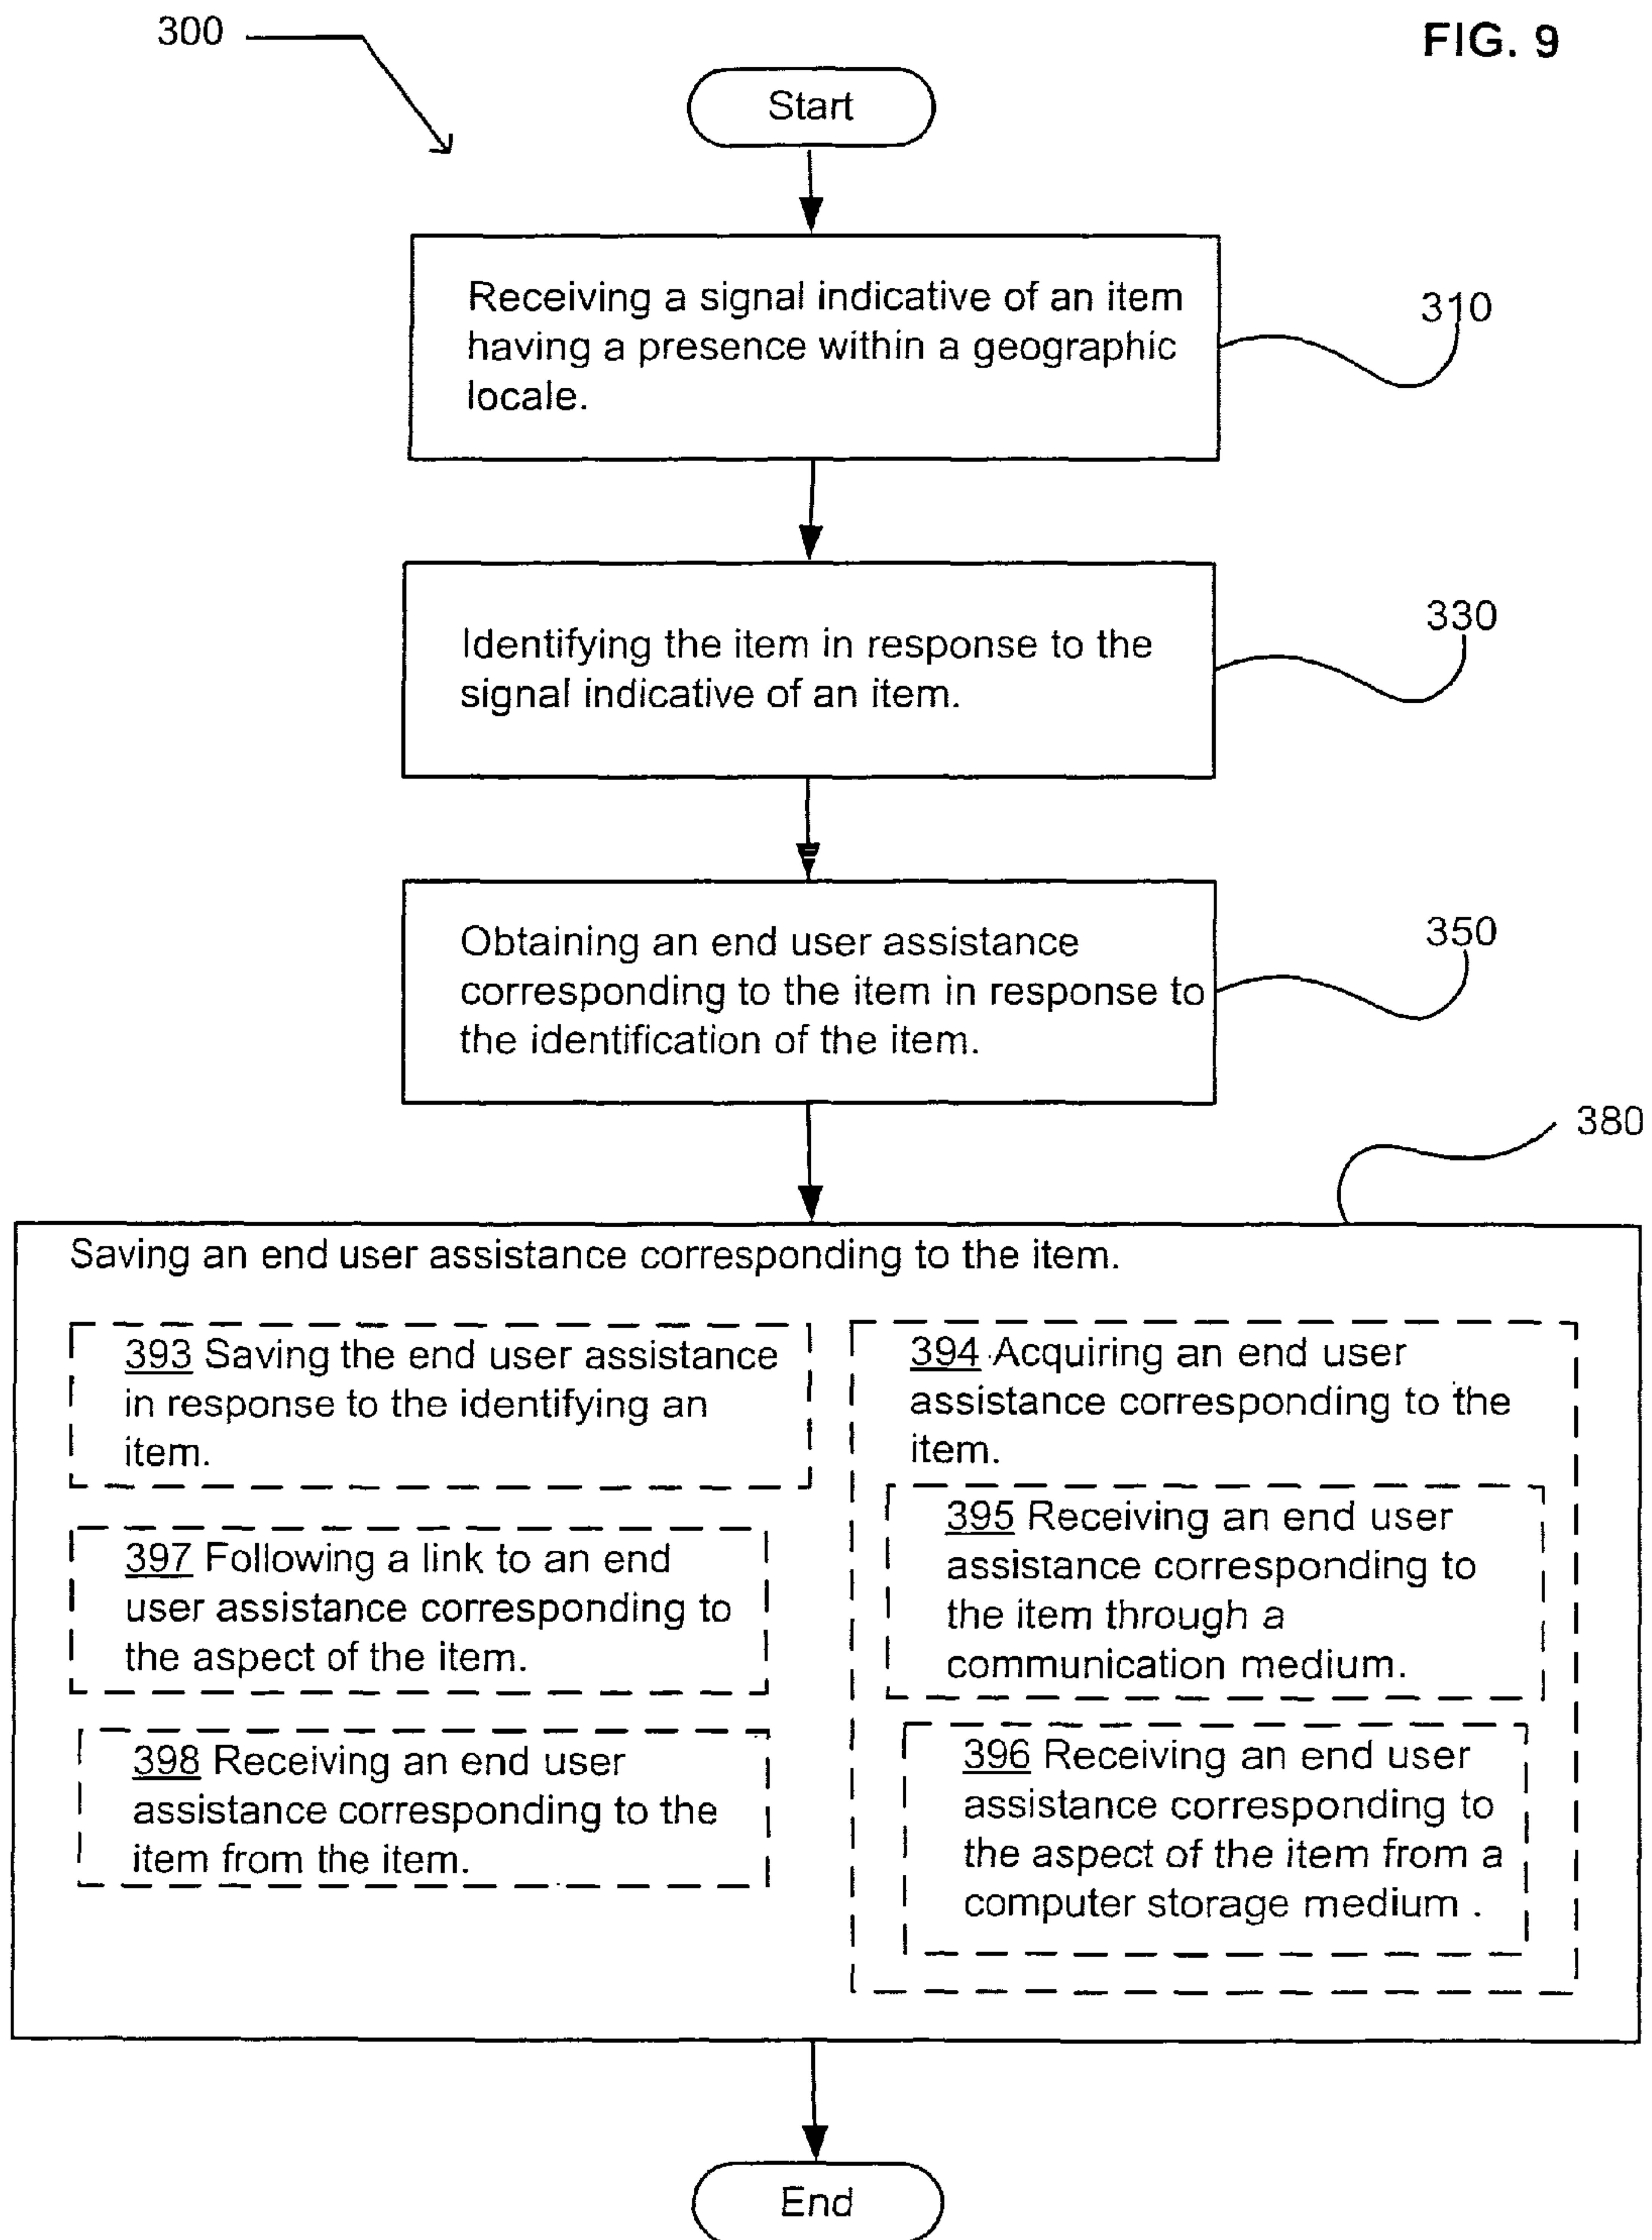 300
FIG. 9
Start
Receiving a signal indicative of an item
having a presence within a geographic
locale.
310
Identifying the item in response to the
signal indicative of an item.
330
Obtaining an end user assistance
corresponding to the item in response to
the identification of the item.
350
380
Saving an end user assistance corresponding to the item.
393 Saving the end user assistance
in response to the identifying an
item.
397 Following a link to an end
user assistance corresponding to
the aspect of the item.
398 Receiving an end user
assistance corresponding to the
item from the item.
394 Acquiring an end user
assistance corresponding to the
item.
395 Receiving an end user
assistance corresponding to
the item through a
communication medium.
396 Receiving an end user
assistance corresponding to
the aspect of the item from a
computer storage medium .
End